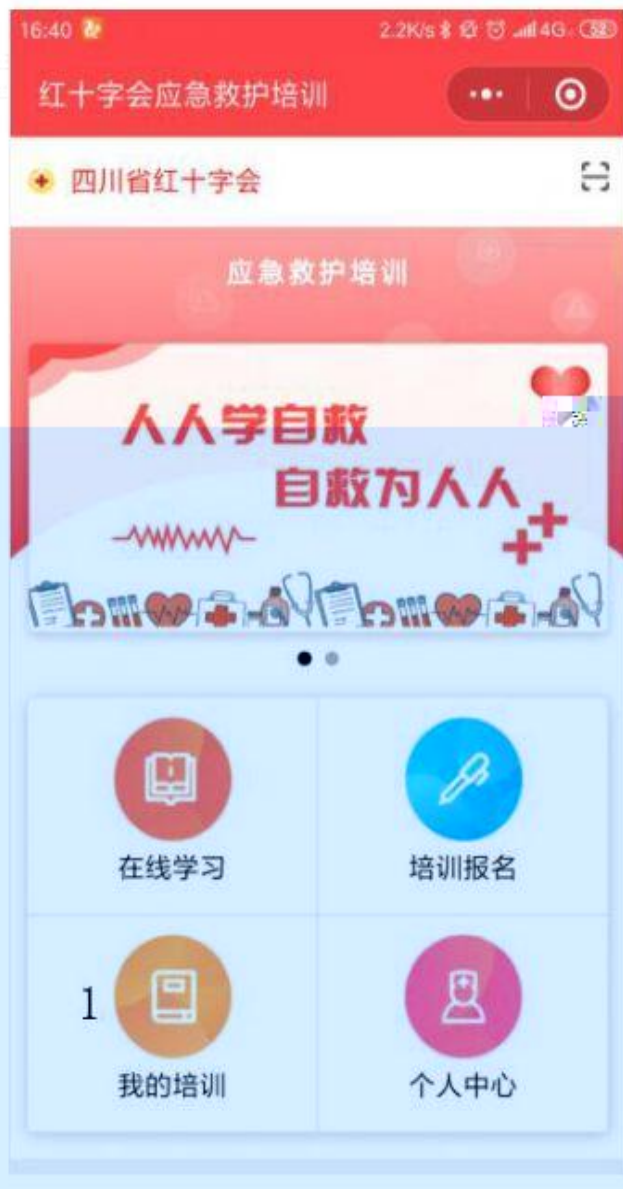 16:40 2.2K/s 4G 52
红十字会应急救护培训
四川省红十字会
应急救护培训
人人学自救
自救为人人
在线学习 培训报名
1
我的培训 个人中心